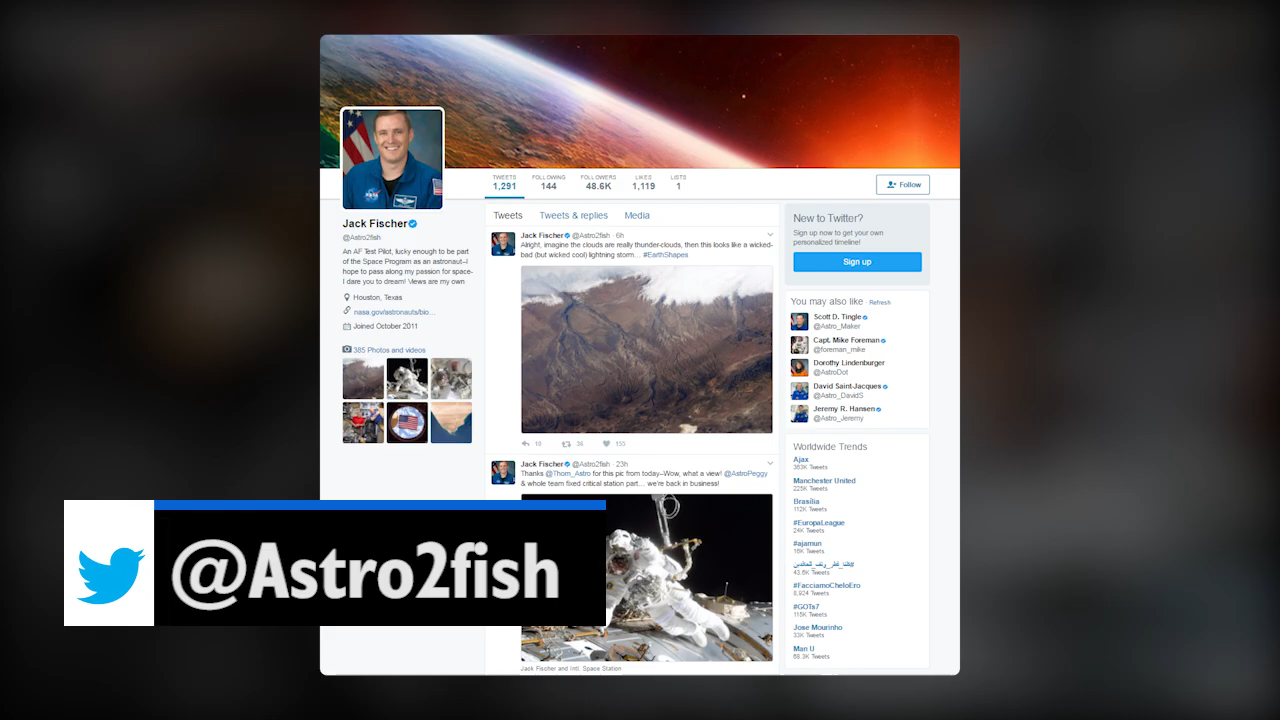 TWEETS FOLLOWING FOLLOWERS LIKES LISTS
1,291 144 48.6K 1,119 1
Follow
Jack Fischer
@Astro2fish
An AF Test Pilot, lucky enough to be part
of the Space Program as an astronaut--I
hope to pass along my passion for space-
I dare you to dream! Views are my own
Houston, Texas
nasa.gov/astronauts/bio...
Joined October 2011
385 Photos and videos
Tweets Tweets & replies Media
Jack Fischer @Astro2fish · 6h
Alright, imagine the clouds are really thunder-clouds, then this looks like a wicked-
bad (but wicked cool) lightning storm... #EarthShapes
36 133
Jack Fischer @Astro2fish · 23h
Thanks @Thom_Astro for this pic from today--Wow, what a view! @AstroPeggy
& whole team fixed critical station part... we're back in business!
Jack Fischer and Intl. Space Station
New to Twitter?
Sign up now to get your own
personalized timeline!
Sign up
You may also like · Refresh
Scott D. Tingle
@Astro_Maker
Capt. Mike Foreman
@foreman_mike
Dorothy Lindenburger
@AstroDot
David Saint-Jacques
@Astro_DavidS
Jeremy R. Hansen
@Astro_Jeremy
Worldwide Trends
Ajax
383K Tweets
Manchester United
225K Tweets
Brasília
112K Tweets
#EuropaLeague
24K Tweets
#ajamun
16K Tweets
43.6K Tweets
#FacciamoCheloEro
8,924 Tweets
#GOTs7
115K Tweets
Jose Mourinho
33K Tweets
Man U
68.3K Tweets
@Astro2fish